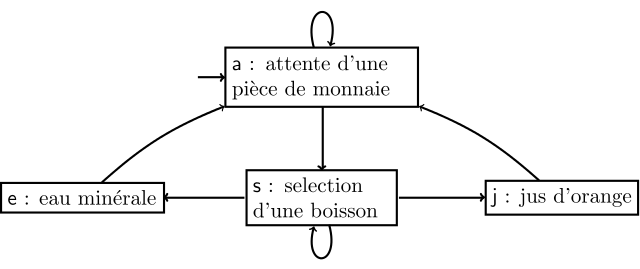 a : attente d'une
pièce de monnaie
e : eau minérale
s : selection
d'une boisson
j : jus d'orange